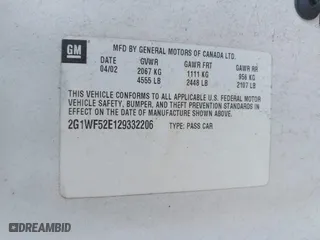 GM
MFD BY GENERAL MOTORS OF CANADA LTD.
DATE GVWR GAWR FRT GAWR RR
04/02 2067 KG 1111 KG 956 KG
4555 LB 2448 LB 2107 LB
THIS VEHICLE CONFORMS TO ALL APPLICABLE U.S. FEDERAL MOTOR
VEHICLE SAFETY, BUMPER, AND THEFT PREVENTION STANDARDS IN
EFFECT ON THE DATE OF MANUFACTURE SHOWN ABOVE.
2G1WF52E129332206 TYPE: PASS CAR
DREAMBID